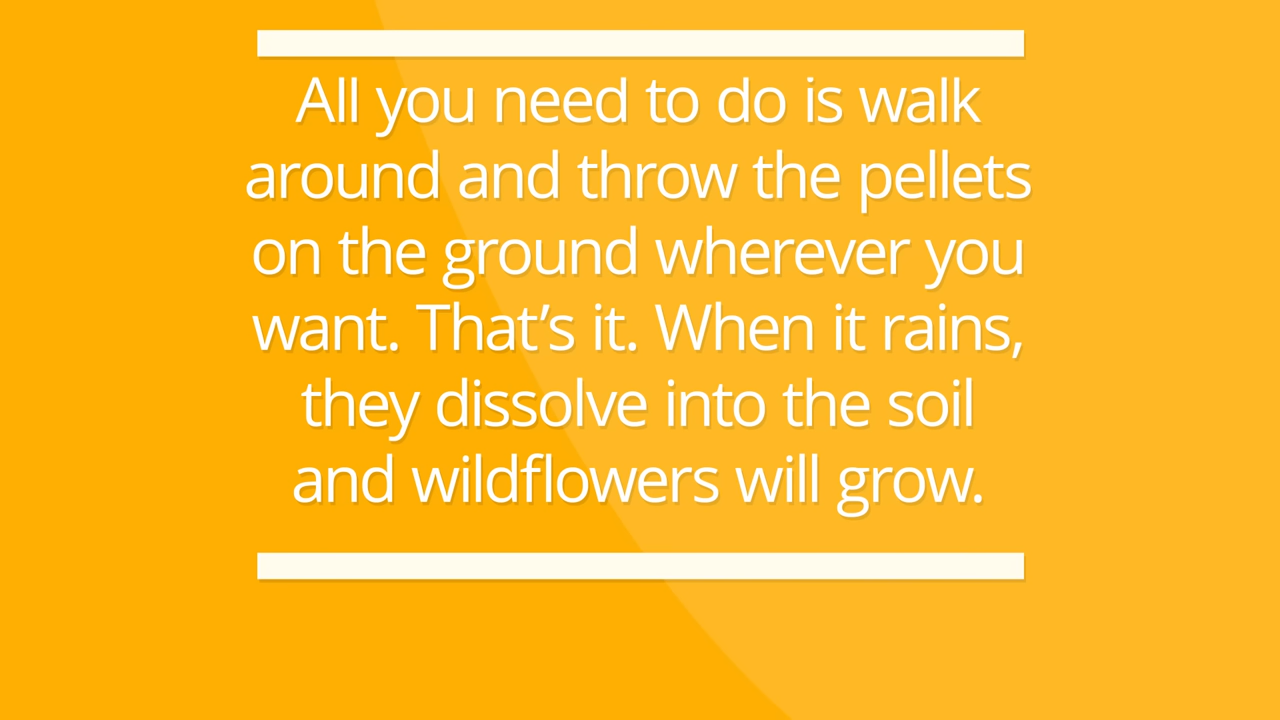 All you need to do is walk
around and throw the pellets
on the ground wherever you
want. That’s it. When it rains,
they dissolve into the soil
and wildflowers will grow.